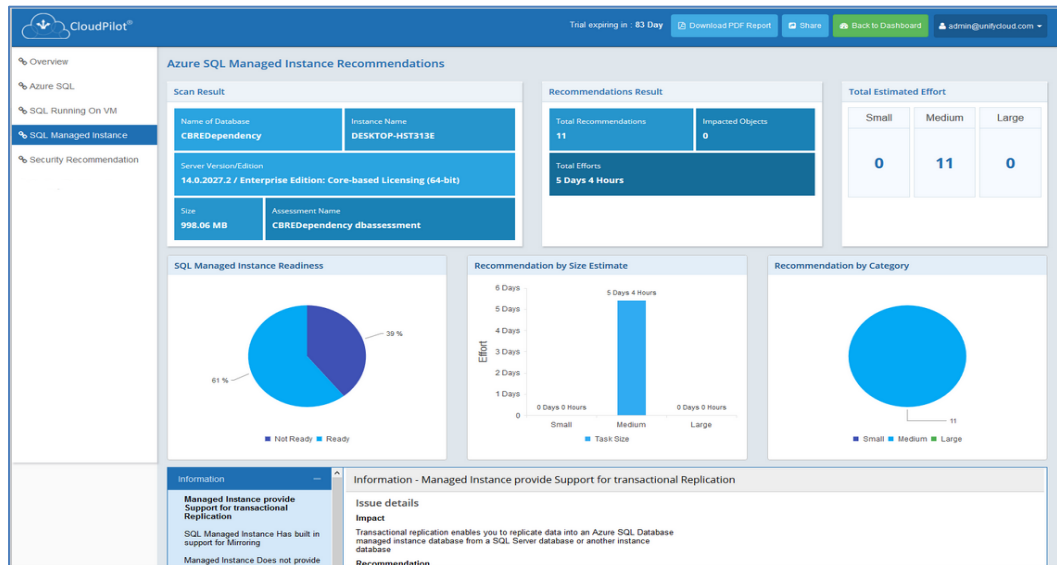 CloudPilot®
Trial expiring in : 83 Day
Download PDF Report
Share
Back to Dashboard
admin@unifycloud.com
Overview
Azure SQL
SQL Running On VM
SQL Managed Instance
Security Recommendation
Azure SQL Managed Instance Recommendations
Scan Result
Name of Database
CBREDependency
Instance Name
DESKTOP-HST313E
Server Version/Edition
14.0.2027.2 / Enterprise Edition: Core-based Licensing (64-bit)
Size
998.06 MB
Assessment Name
CBREDependency dbassessment
Recommendations Result
Total Recommendations
11
Impacted Objects
0
Total Efforts
5 Days 4 Hours
Total Estimated Effort
Small
Medium
Large
0
11
0
SQL Managed Instance Readiness
39 %
61 %
Not Ready
Ready
Recommendation by Size Estimate
Effort
6 Days
5 Days
4 Days
3 Days
2 Days
1 Days
0
0 Days 0 Hours
5 Days 4 Hours
0 Days 0 Hours
Small
Medium
Large
Task Size
Recommendation by Category
11
Small
Medium
Large
Information
Managed Instance provide
Support for transactional
Replication
SQL Managed Instance Has built in
support for Mirroring
Managed Instance Does not provide
Information - Managed Instance provide Support for transactional Replication
Issue details
Impact
Transactional replication enables you to replicate data into an Azure SQL Database
managed instance database from a SQL Server database or another instance
database
Recommendation